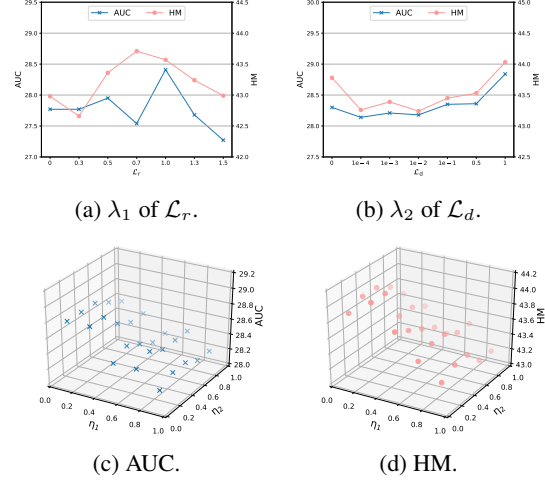 29.5
29.0
28.5
28.0
27.5
27.0
AUC
AUC
HM
44.5
44.0
43.5
43.0
42.5
42.0
HM
0 0.3 0.5 0.7 1.0 1.3 1.5
ℒr
(a) λ1 of ℒr.
30.0
29.5
29.0
28.5
28.0
27.5
27.0
AUC
AUC
HM
45.0
44.5
44.0
43.5
43.0
42.5
42.0
HM
0 1e−4 1e−3 1e−2 1e−1 0.5 1
ℒd
(b) λ2 of ℒd.
29.2
29.0
28.8
28.6
28.4
28.2
28.0
AUC
0.0 0.2 0.4 0.6 0.8 1.0
η1
0.0 0.2 0.4 0.6 0.8 1.0
η2
(c) AUC.
44.2
44.0
43.8
43.6
43.4
43.2
43.0
HM
0.0 0.2 0.4 0.6 0.8 1.0
η1
0.0 0.2 0.4 0.6 0.8 1.0
η2
(d) HM.